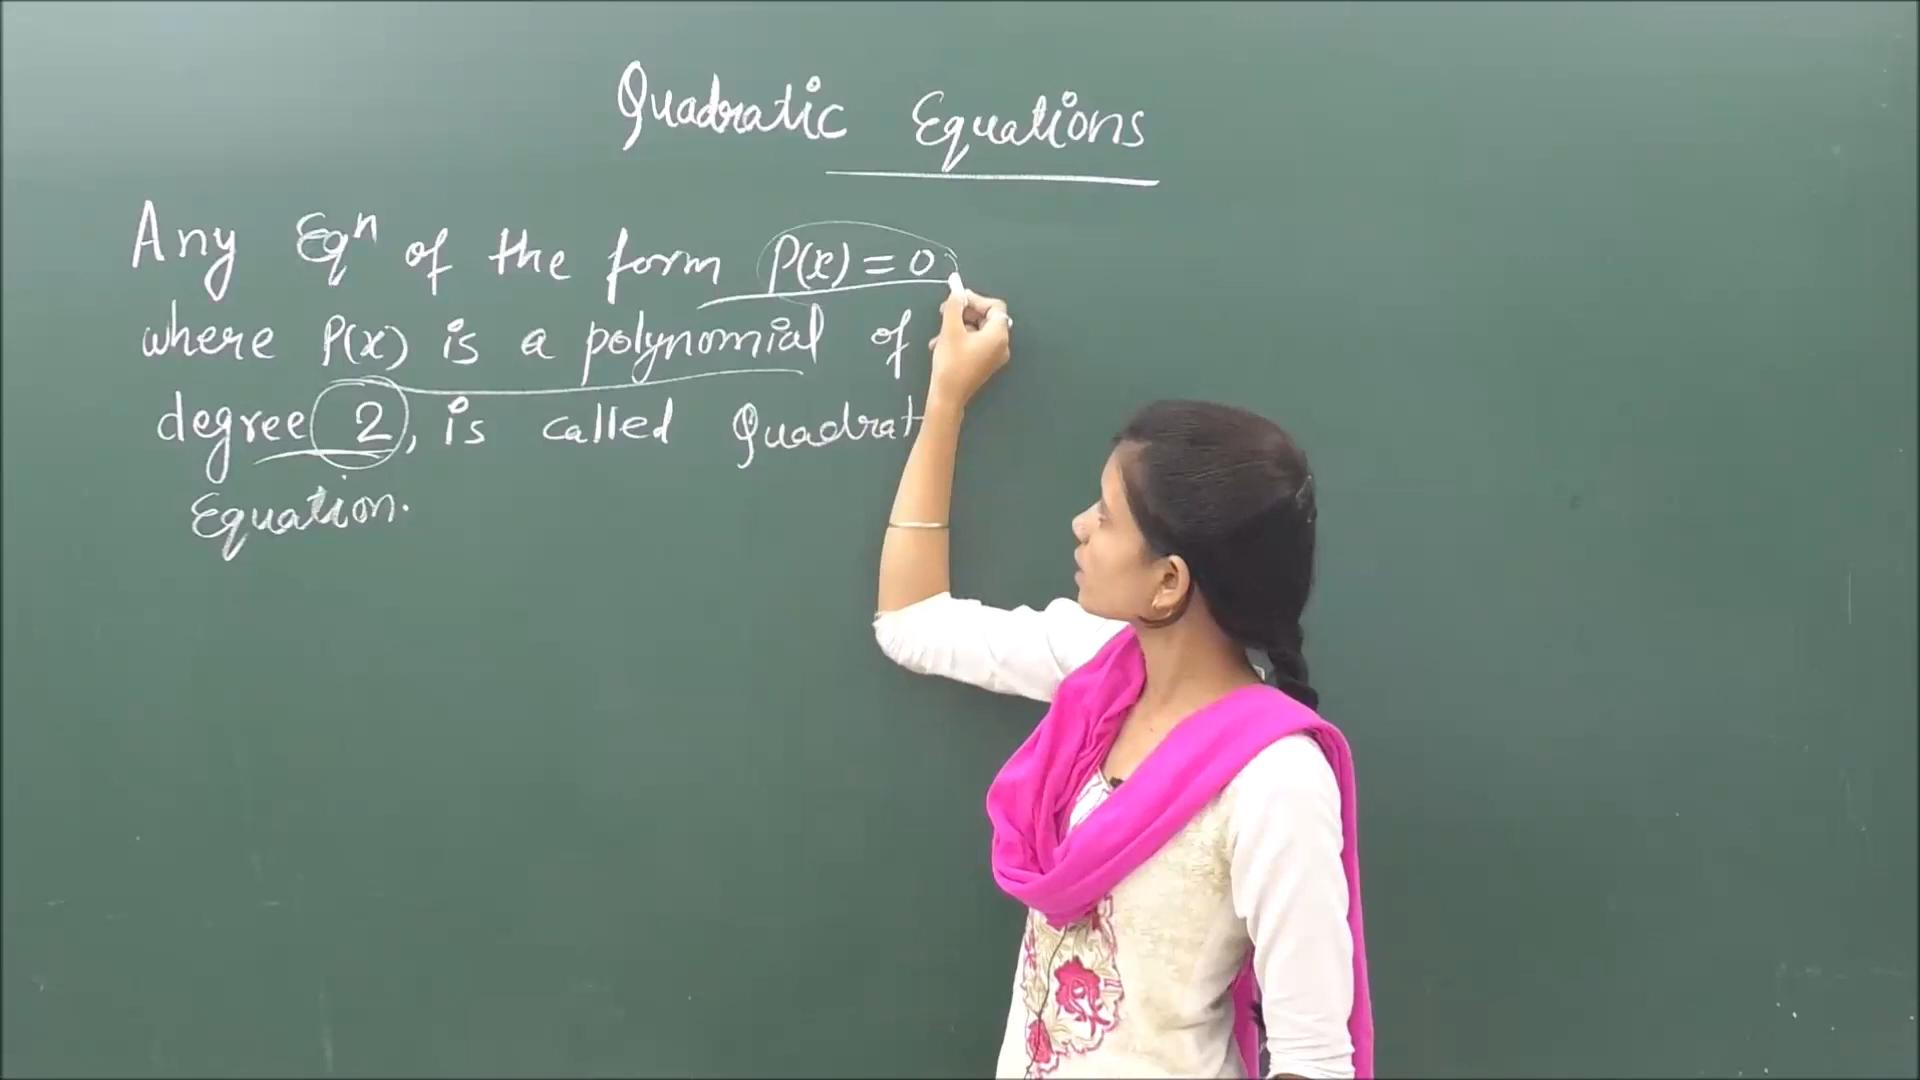 Quadratic Equations
Any Eqⁿ of the form P(x) = 0
where P(x) is a polynomial of
degree 2, is called Quadrat
Equation.